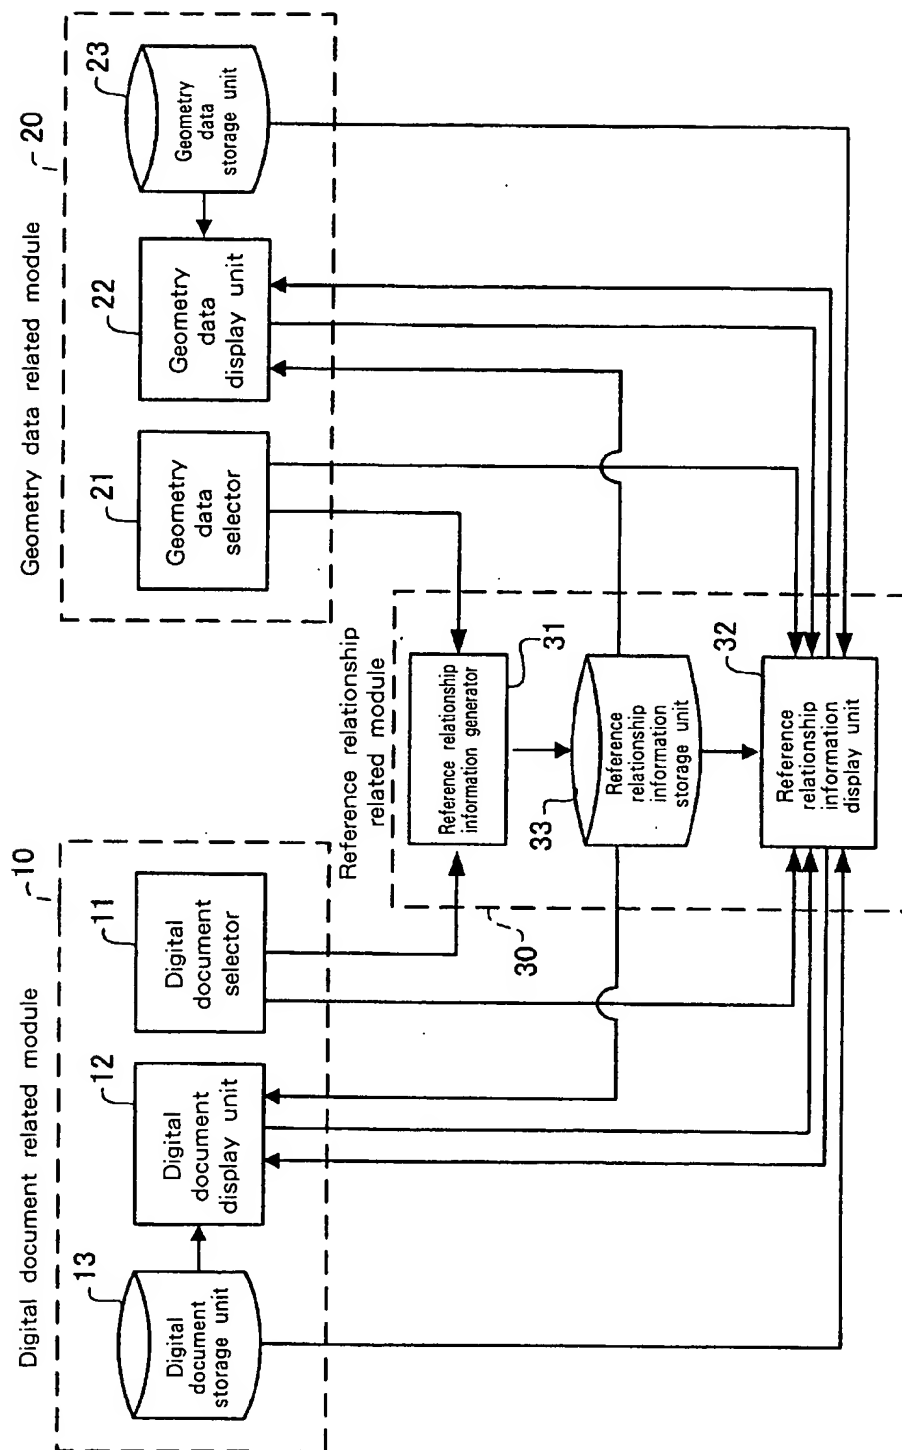 Digital document related module
10
13
Digital
document
storage unit
12
Digital
document
display unit
11
Digital
document
selector
Geometry data related module
20
21
Geometry
data
selector
22
Geometry
data
display unit
23
Geometry
data
storage unit
Reference relationship
related module
30
Reference relationship
information generator
31
33
Reference
relationship
information
storage unit
32
Reference
relationship
information
display unit